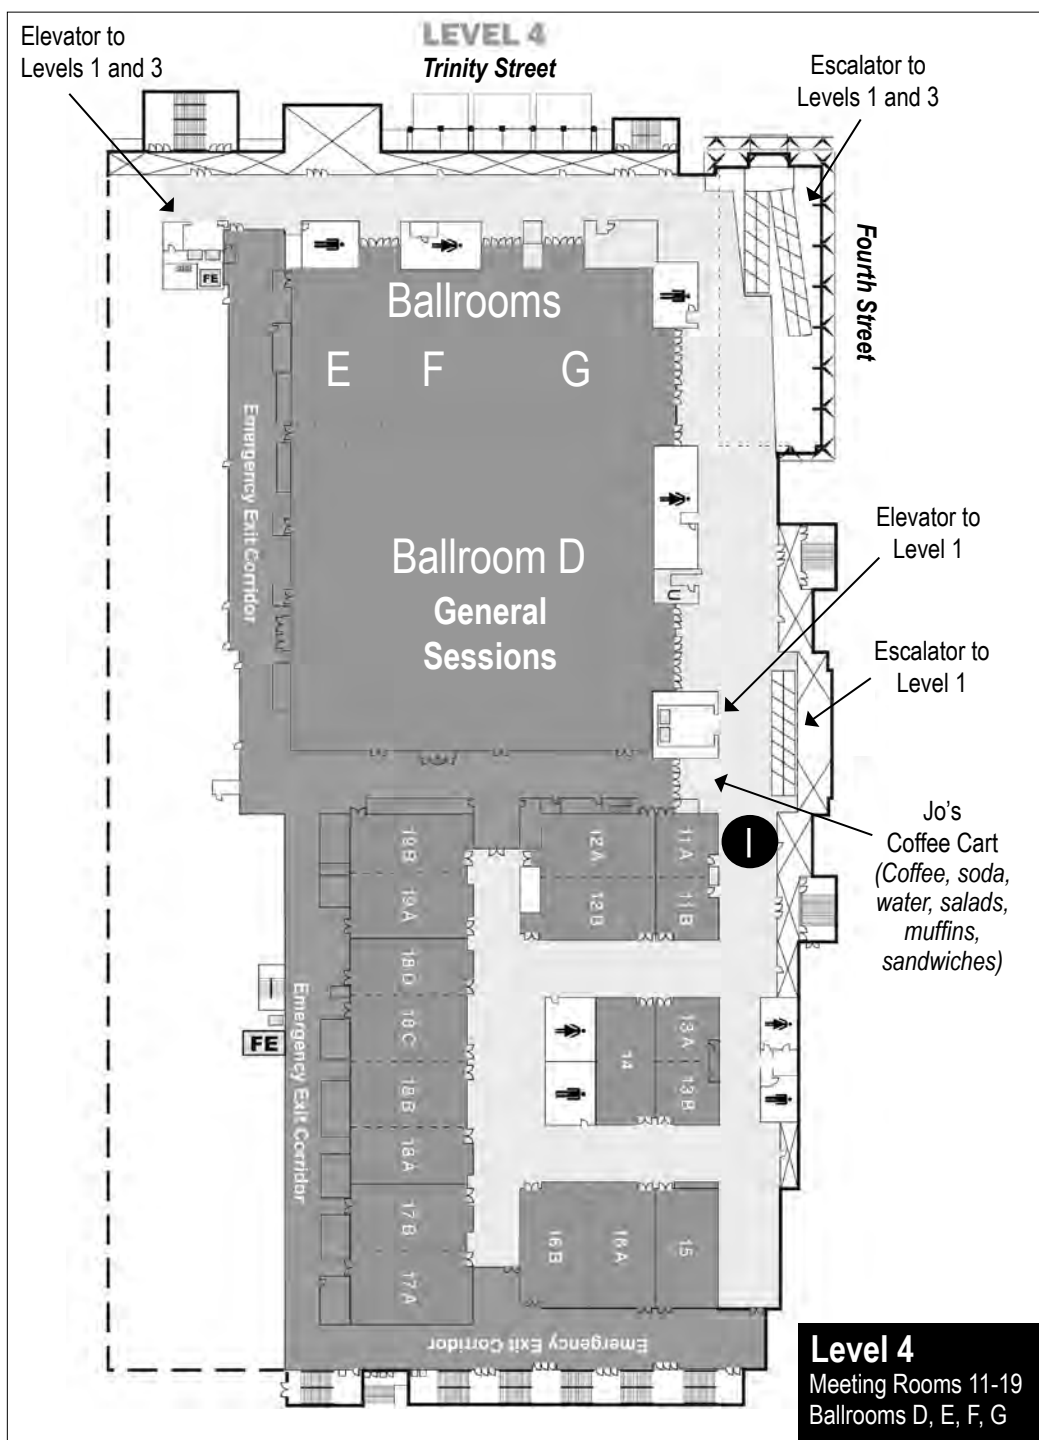 LEVEL 4
Trinity Street
Elevator to
Levels 1 and 3
Escalator to
Levels 1 and 3
Fourth Street
FE
Ballrooms
E F G
Emergency Exit Corridor
Ballroom D
General
Sessions
U
Elevator to
Level 1
Escalator to
Level 1
Jo's
Coffee Cart
(Coffee, soda,
water, salads,
muffins,
sandwiches)
I
19B
19A
12A
12B
11A
11B
18D
18C
18B
18A
17B
17A
14
13A
13B
16B
16A
15
FE
Emergency Exit Corridor
Emergency Exit Corridor
Level 4
Meeting Rooms 11-19
Ballrooms D, E, F, G